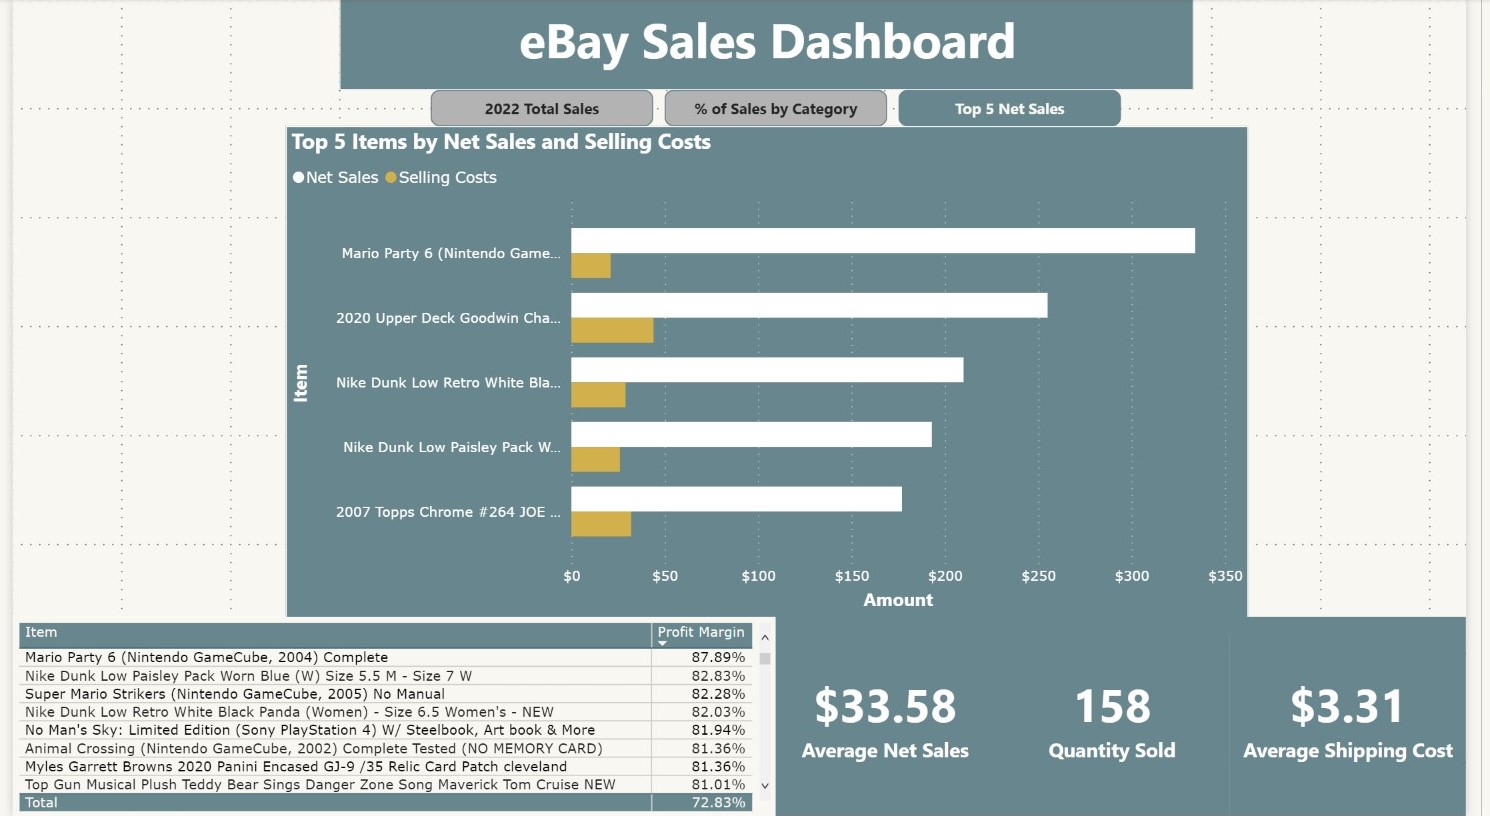 eBay Sales Dashboard
2022 Total Sales
% of Sales by Category
Top 5 Net Sales
Top 5 Items by Net Sales and Selling Costs
Net Sales Selling Costs
Item
Mario Party 6 (Nintendo Game...
2020 Upper Deck Goodwin Cha...
Nike Dunk Low Retro White Bla...
Nike Dunk Low Paisley Pack W...
2007 Topps Chrome #264 JOE ...
$0 $50 $100 $150 $200 $250 $300 $350
Amount
Item Profit Margin
Mario Party 6 (Nintendo GameCube, 2004) Complete 87.89%
Nike Dunk Low Paisley Pack Worn Blue (W) Size 5.5 M - Size 7 W 82.83%
Super Mario Strikers (Nintendo GameCube, 2005) No Manual 82.28%
Nike Dunk Low Retro White Black Panda (Women) - Size 6.5 Women's - NEW 82.03%
No Man's Sky: Limited Edition (Sony PlayStation 4) W/ Steelbook, Art book & More 81.94%
Animal Crossing (Nintendo GameCube, 2002) Complete Tested (NO MEMORY CARD) 81.36%
Myles Garrett Browns 2020 Panini Encased GJ-9 /35 Relic Card Patch cleveland 81.36%
Top Gun Musical Plush Teddy Bear Sings Danger Zone Song Maverick Tom Cruise NEW 81.01%
Total 72.83%
$33.58
Average Net Sales
158
Quantity Sold
$3.31
Average Shipping Cost